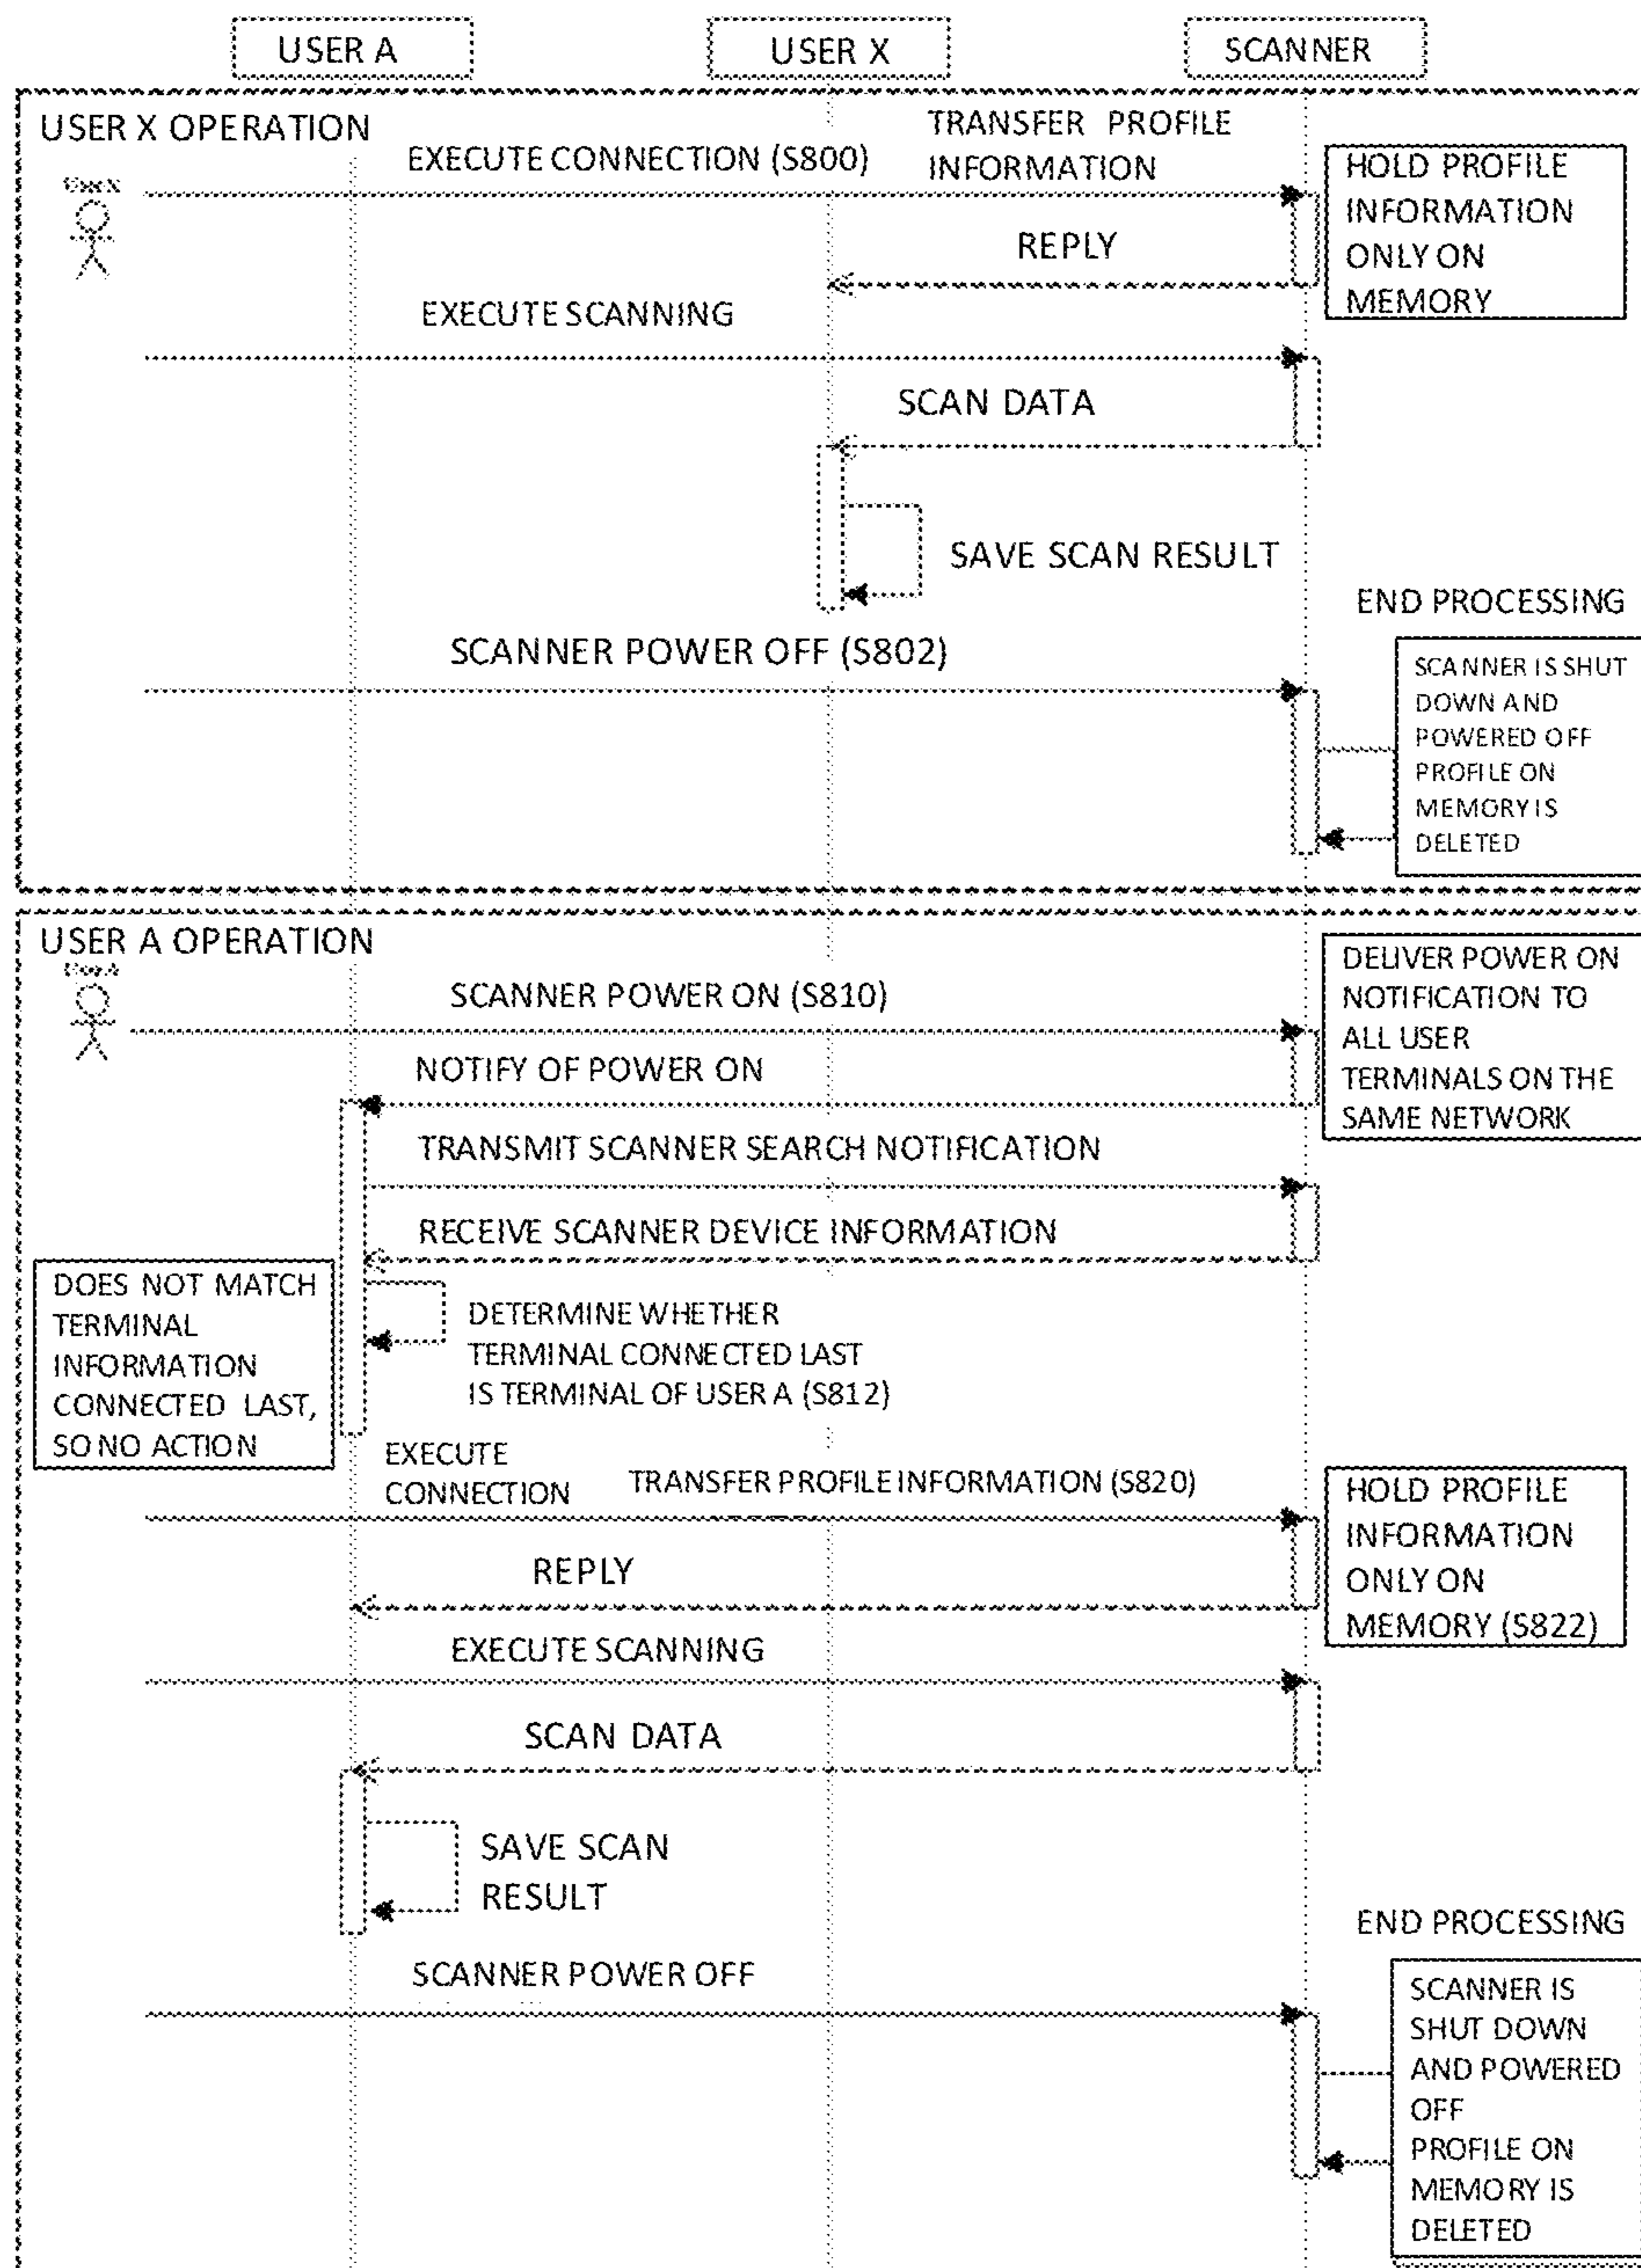 USER A
USER X
SCANNER
USER X OPERATION
User X
EXECUTE CONNECTION (S800)
TRANSFER PROFILE
INFORMATION
HOLD PROFILE
INFORMATION
ONLY ON
MEMORY
REPLY
EXECUTE SCANNING
SCAN DATA
SAVE SCAN RESULT
END PROCESSING
SCANNER POWER OFF (S802)
SCANNER IS SHUT
DOWN AND
POWERED OFF
PROFILE ON
MEMORY IS
DELETED
USER A OPERATION
User A
SCANNER POWER ON (S810)
DELIVER POWER ON
NOTIFICATION TO
ALL USER
TERMINALS ON THE
SAME NETWORK
NOTIFY OF POWER ON
TRANSMIT SCANNER SEARCH NOTIFICATION
RECEIVE SCANNER DEVICE INFORMATION
DOES NOT MATCH
TERMINAL
INFORMATION
CONNECTED LAST,
SO NO ACTION
DETERMINE WHETHER
TERMINAL CONNECTED LAST
IS TERMINAL OF USER A (S812)
EXECUTE
CONNECTION
TRANSFER PROFILE INFORMATION (S820)
HOLD PROFILE
INFORMATION
ONLY ON
MEMORY (S822)
REPLY
EXECUTE SCANNING
SCAN DATA
SAVE SCAN
RESULT
END PROCESSING
SCANNER POWER OFF
SCANNER IS
SHUT DOWN
AND POWERED
OFF
PROFILE ON
MEMORY IS
DELETED